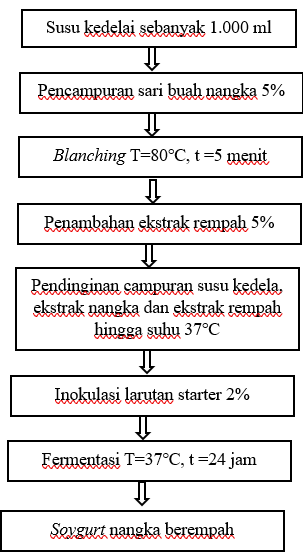 Susu kedelai sebanyak 1.000 ml
Pencampuran sari buah nangka 5%
Blanching T=80°C, t =5 menit
Penambahan ekstrak rempah 5%
Pendinginan campuran susu kedela,
ekstrak nangka dan ekstrak rempah
hingga suhu 37°C
Inokulasi larutan starter 2%
Fermentasi T=37°C, t =24 jam
Soygurt nangka berempah